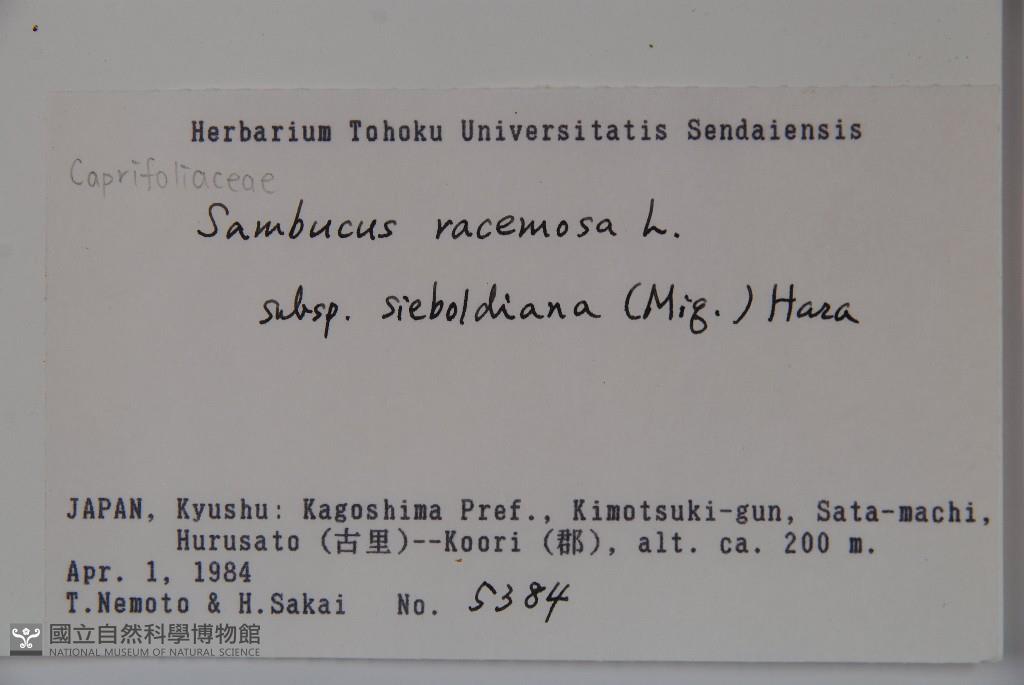 Herbarium Tohoku Universitatis Sendaiensis
Caprifoliaceae
Sambucus racemosa L.
subsp. sieboldiana (Miq.) Hara
JAPAN, Kyushu: Kagoshima Pref., Kimotsuki-gun, Sata-machi,
Hurusato (古里)--Koori (郡), alt. ca. 200 m.
Apr. 1, 1984
T.Nemoto & H.Sakai No. 5384
國立自然科學博物館
NATIONAL MUSEUM OF NATURAL SCIENCE